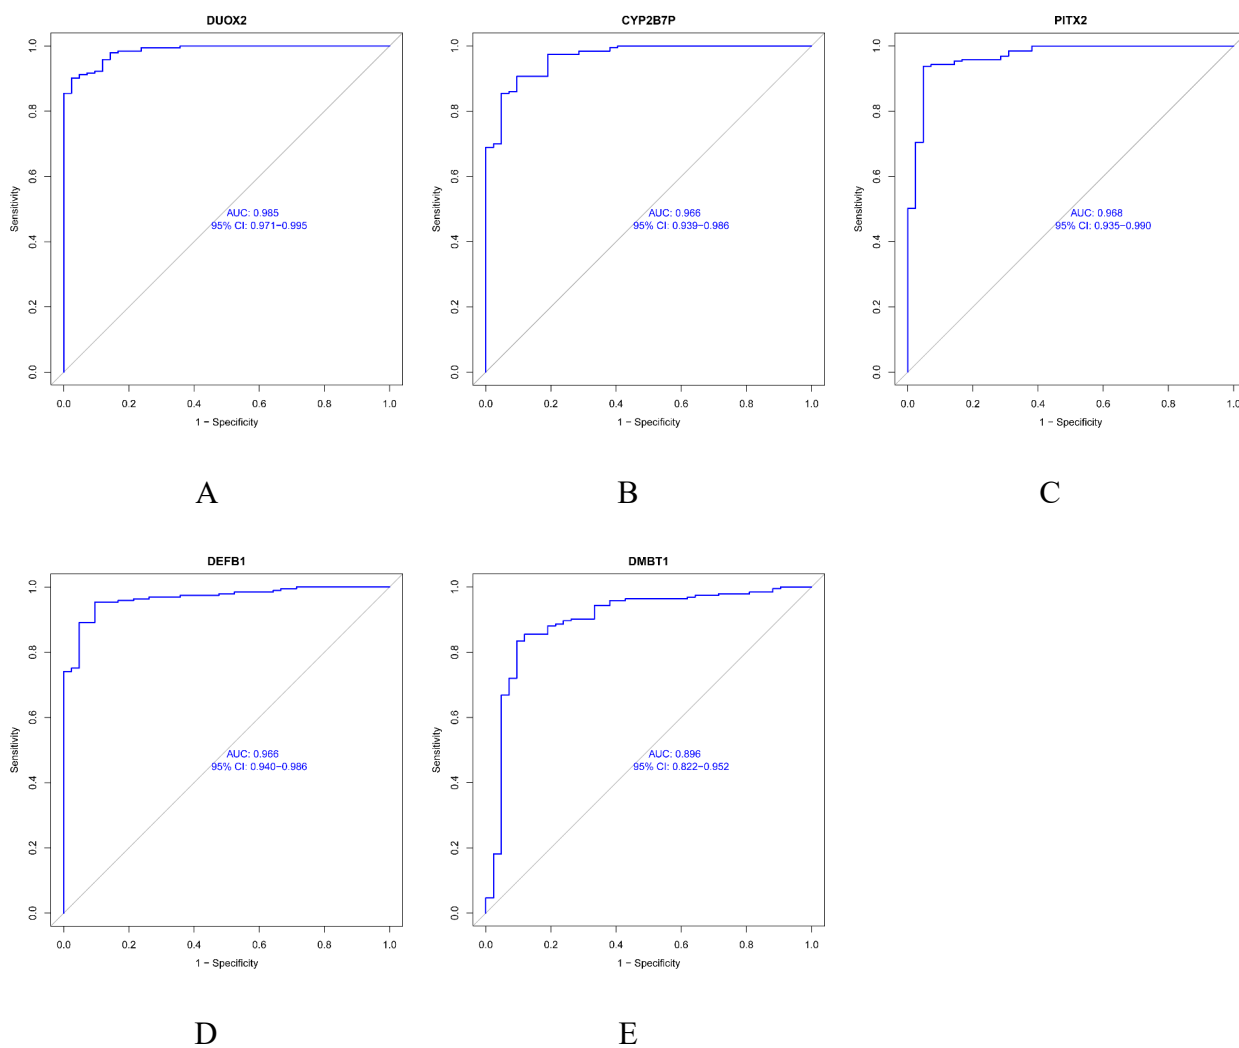 DUOX2
Sensitivity
1.0
0.8
0.6
0.4
0.2
0.0
AUC: 0.985
95% CI: 0.971−0.995
0.0 0.2 0.4 0.6 0.8 1.0
1 − Specificity
A
CYP2B7P
Sensitivity
1.0
0.8
0.6
0.4
0.2
0.0
AUC: 0.966
95% CI: 0.939−0.986
0.0 0.2 0.4 0.6 0.8 1.0
1 − Specificity
B
PITX2
Sensitivity
1.0
0.8
0.6
0.4
0.2
0.0
AUC: 0.968
95% CI: 0.935−0.990
0.0 0.2 0.4 0.6 0.8 1.0
1 − Specificity
C
DEFB1
Sensitivity
1.0
0.8
0.6
0.4
0.2
0.0
AUC: 0.966
95% CI: 0.940−0.986
0.0 0.2 0.4 0.6 0.8 1.0
1 − Specificity
D
DMBT1
Sensitivity
1.0
0.8
0.6
0.4
0.2
0.0
AUC: 0.896
95% CI: 0.822−0.952
0.0 0.2 0.4 0.6 0.8 1.0
1 − Specificity
E